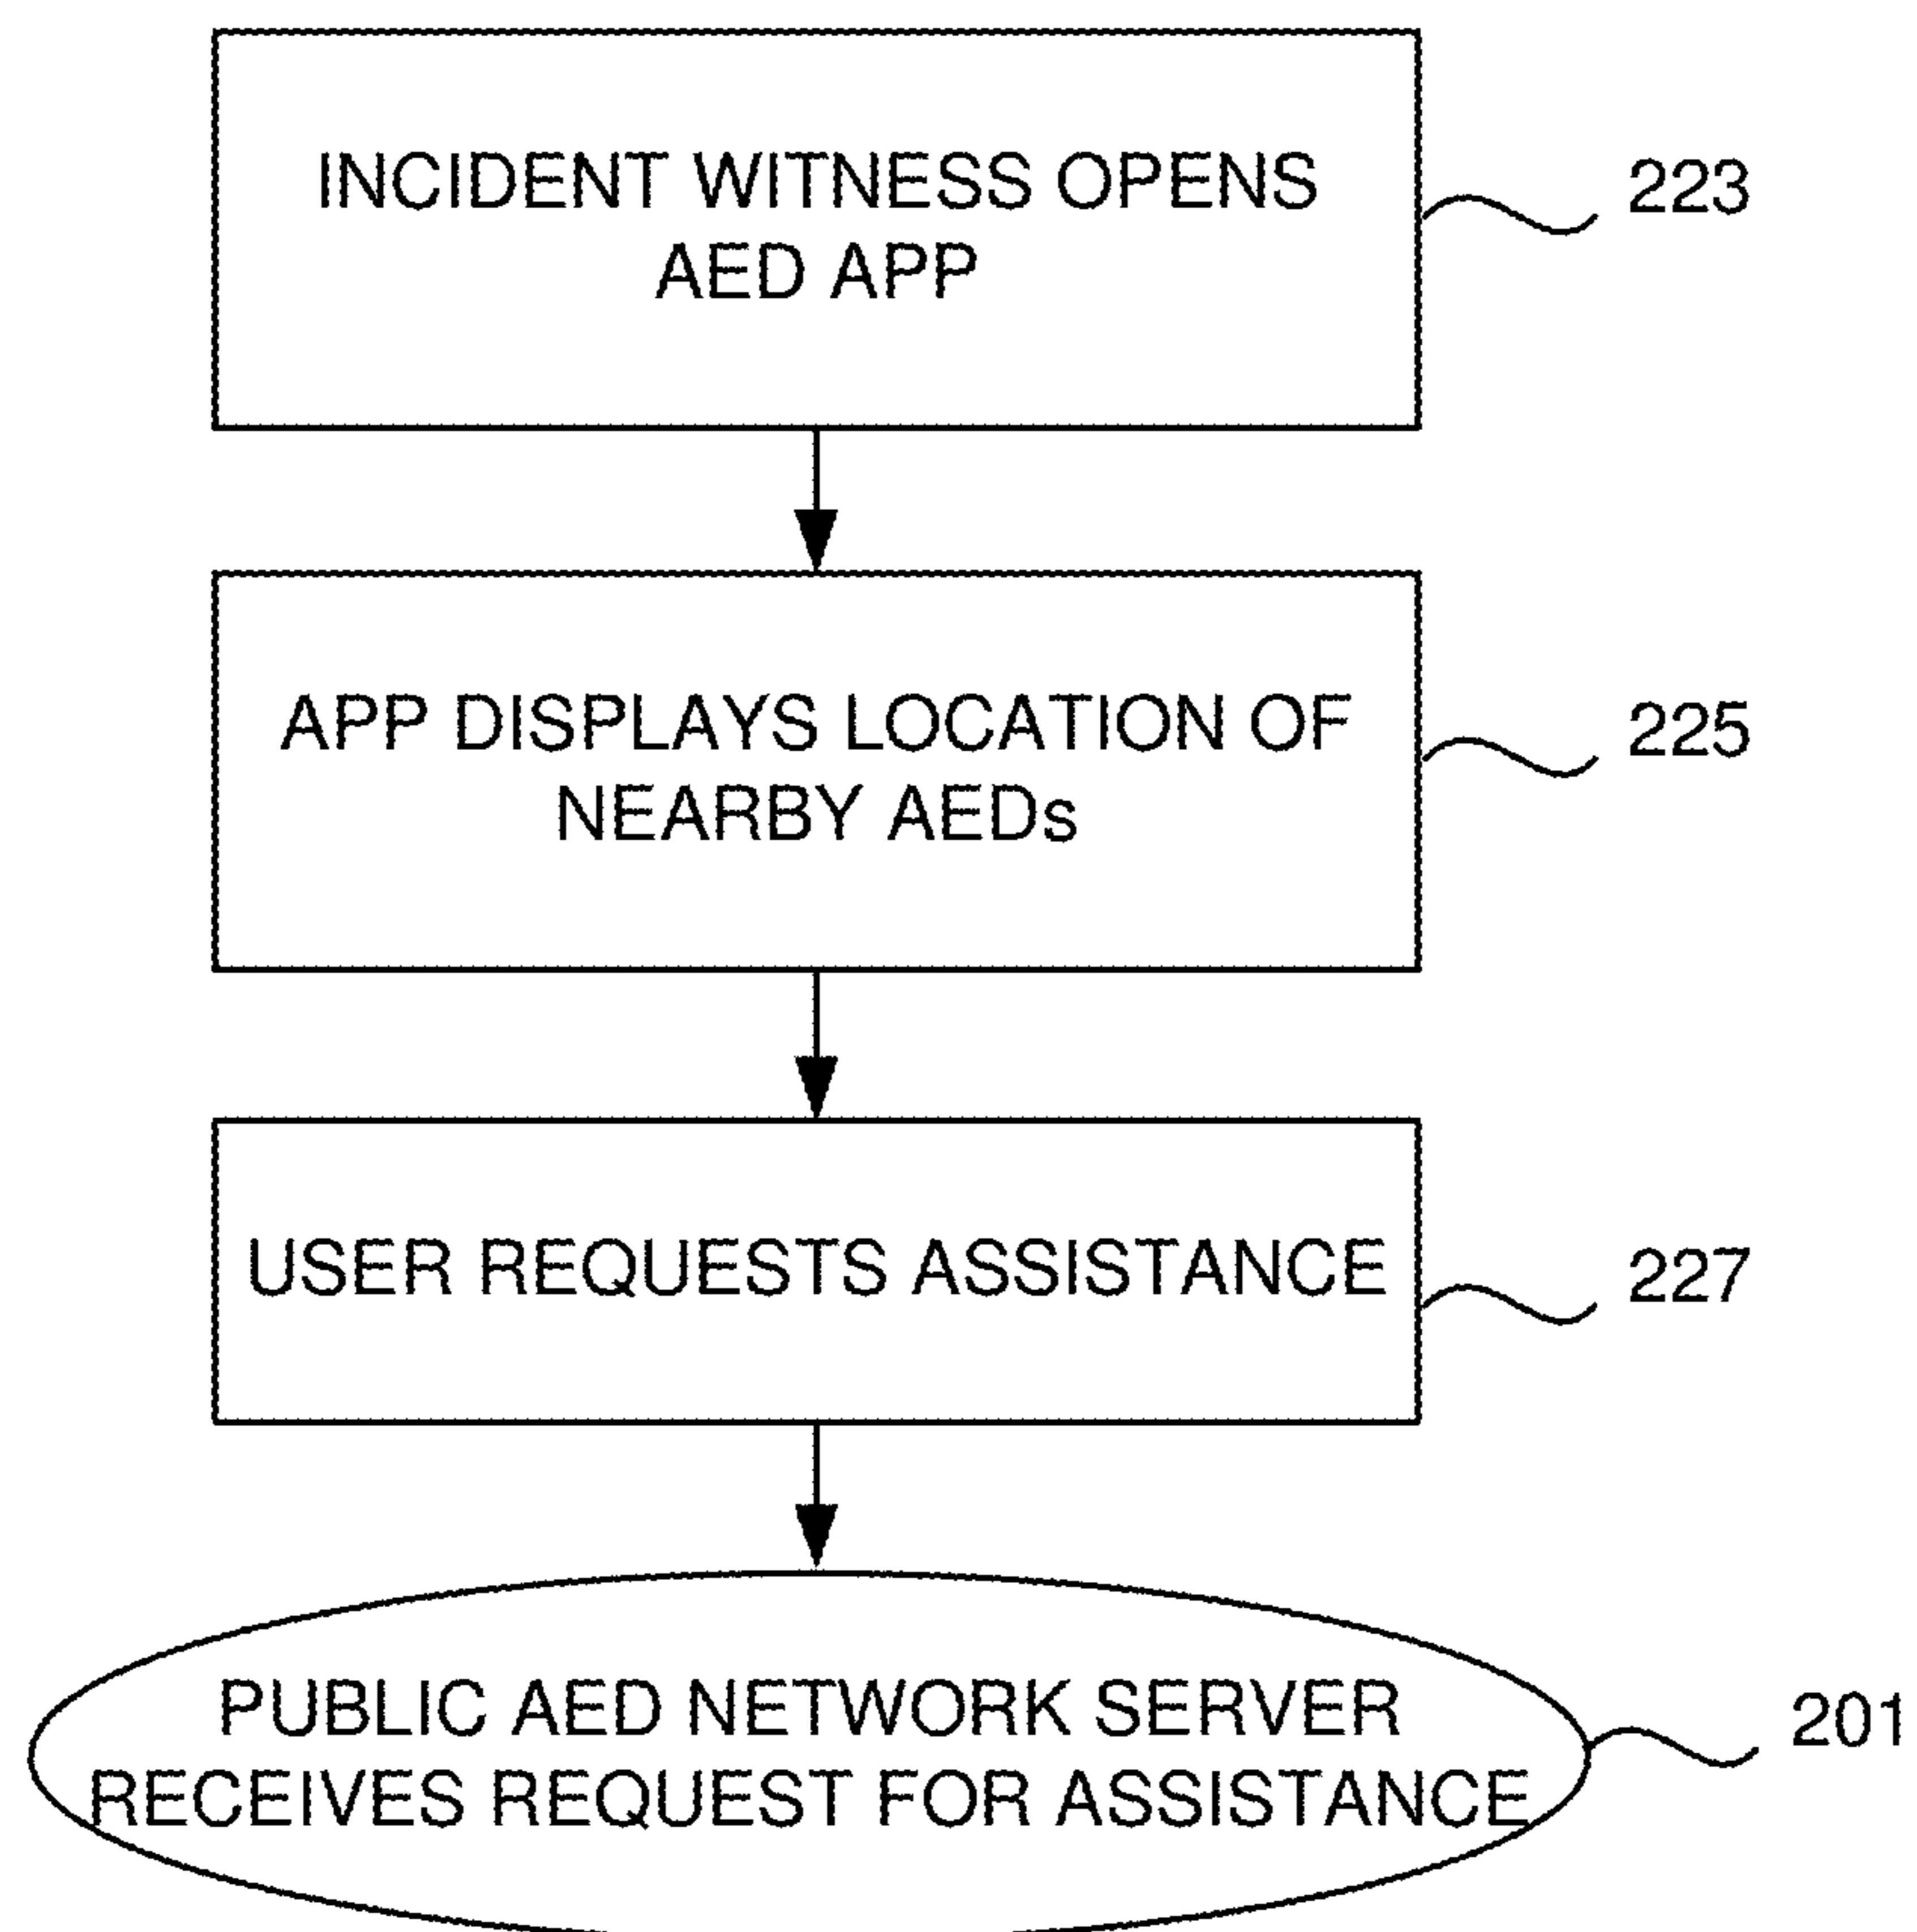 INCIDENT WITNESS OPENS
AED APP
223
APP DISPLAYS LOCATION OF
NEARBY AEDs
225
USER REQUESTS ASSISTANCE
227
PUBLIC AED NETWORK SERVER
RECEIVES REQUEST FOR ASSISTANCE
201